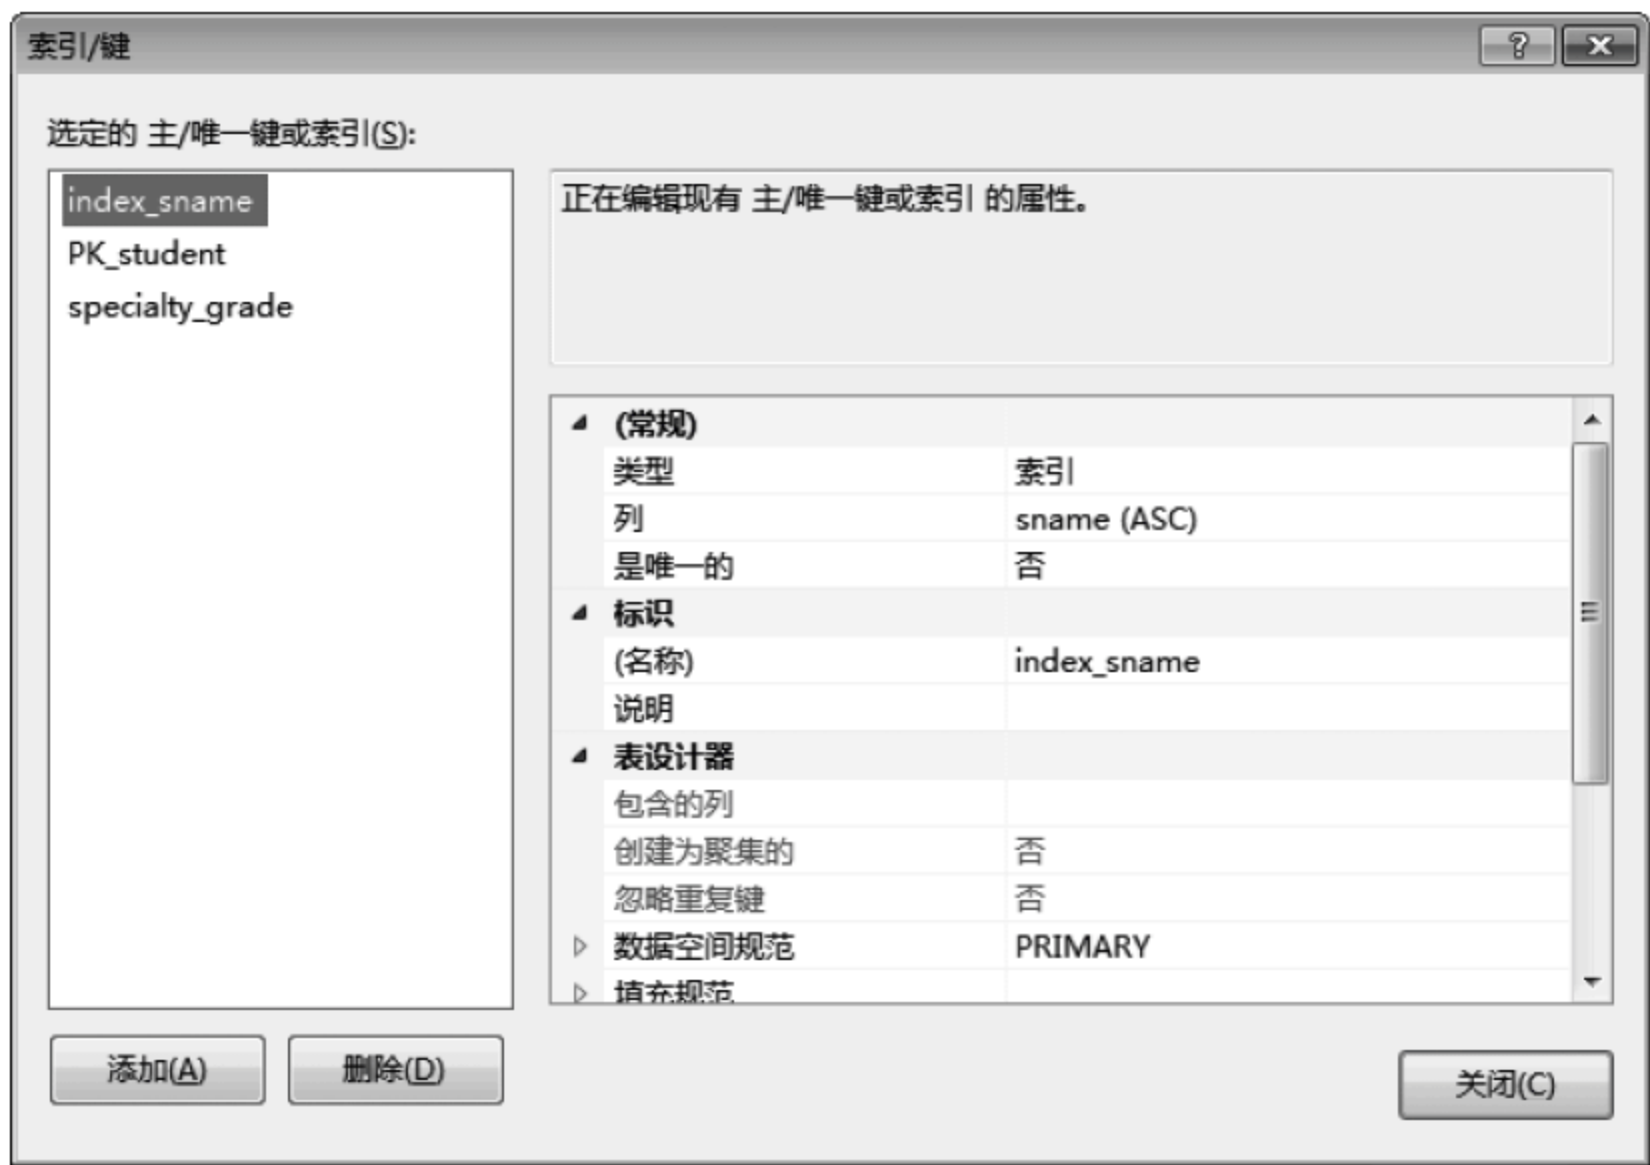 索引/键
选定的 主/唯一键或索引(S):
index_sname
PK_student
specialty_grade
正在编辑现有 主/唯一键或索引 的属性。
(常规)
类型 索引
列 sname (ASC)
是唯一的 否
标识
(名称) index_sname
说明
表设计器
包含的列
创建为聚集的 否
忽略重复键 否
数据空间规范 PRIMARY
填充规范
添加(A) 删除(D)
关闭(C)